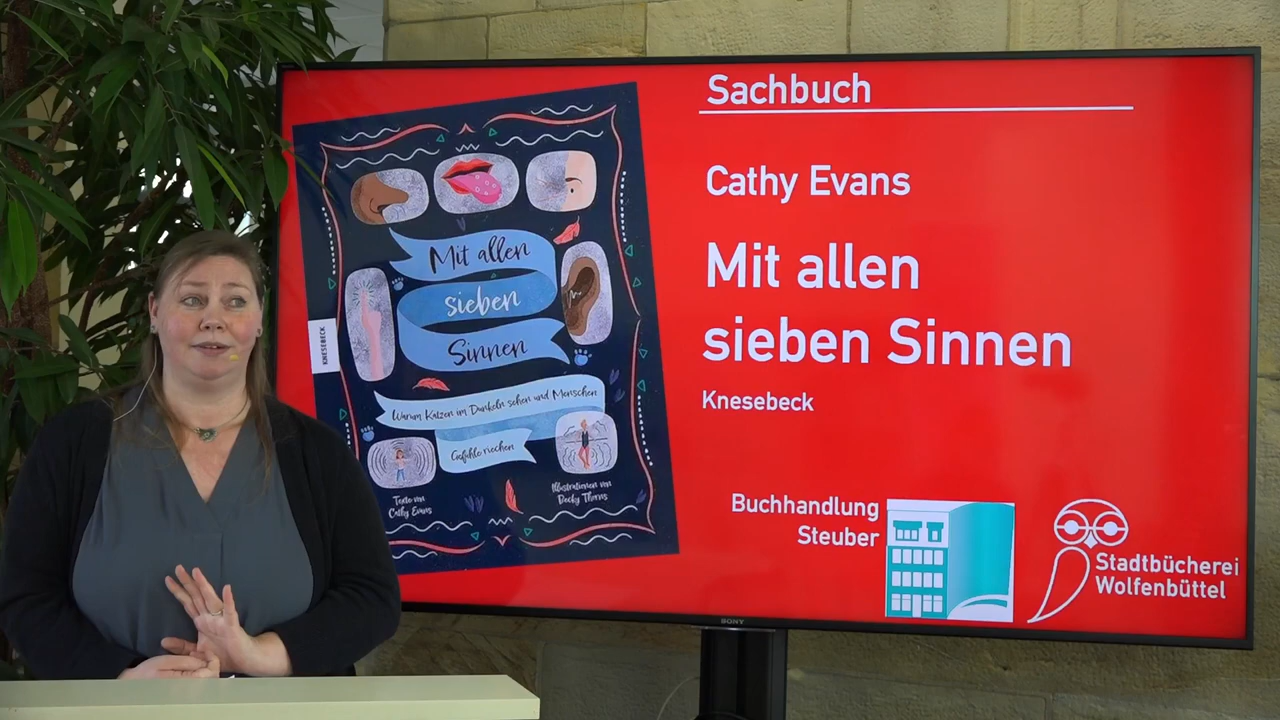 Sachbuch
Cathy Evans
Mit allen
sieben Sinnen
Knesebeck
Buchhandlung
Steuber
Stadtbücherei
Wolfenbüttel
Mit allen
sieben
Sinnen
KNESEBECK
Warum Katzen im Dunkeln sehen und Menschen
Gefühle riechen
Texte von
Cathy Evans
Illustrationen von
Becky Thorns
SONY